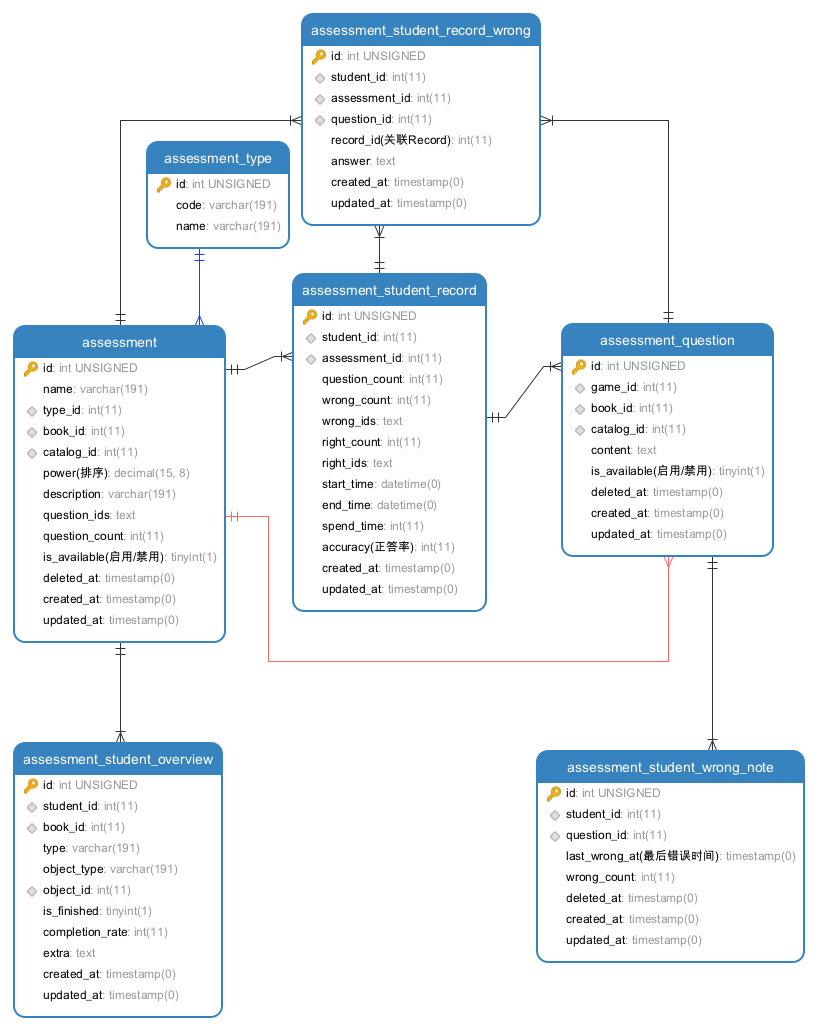 assessment_student_record_wrong
id: int UNSIGNED
student_id: int(11)
assessment_id: int(11)
question_id: int(11)
record_id(关联Record): int(11)
answer: text
created_at: timestamp(0)
updated_at: timestamp(0)
assessment_type
id: int UNSIGNED
code: varchar(191)
name: varchar(191)
assessment_student_record
id: int UNSIGNED
student_id: int(11)
assessment_id: int(11)
question_count: int(11)
wrong_count: int(11)
wrong_ids: text
right_count: int(11)
right_ids: text
start_time: datetime(0)
end_time: datetime(0)
spend_time: int(11)
accuracy(正答率): int(11)
created_at: timestamp(0)
updated_at: timestamp(0)
assessment
id: int UNSIGNED
name: varchar(191)
type_id: int(11)
book_id: int(11)
catalog_id: int(11)
power(排序): decimal(15, 8)
description: varchar(191)
question_ids: text
question_count: int(11)
is_available(启用/禁用): tinyint(1)
deleted_at: timestamp(0)
created_at: timestamp(0)
updated_at: timestamp(0)
assessment_question
id: int UNSIGNED
game_id: int(11)
book_id: int(11)
catalog_id: int(11)
content: text
is_available(启用/禁用): tinyint(1)
deleted_at: timestamp(0)
created_at: timestamp(0)
updated_at: timestamp(0)
assessment_student_overview
id: int UNSIGNED
student_id: int(11)
book_id: int(11)
type: varchar(191)
object_type: varchar(191)
object_id: int(11)
is_finished: tinyint(1)
completion_rate: int(11)
extra: text
created_at: timestamp(0)
updated_at: timestamp(0)
assessment_student_wrong_note
id: int UNSIGNED
student_id: int(11)
question_id: int(11)
last_wrong_at(最后错误时间): timestamp(0)
wrong_count: int(11)
deleted_at: timestamp(0)
created_at: timestamp(0)
updated_at: timestamp(0)